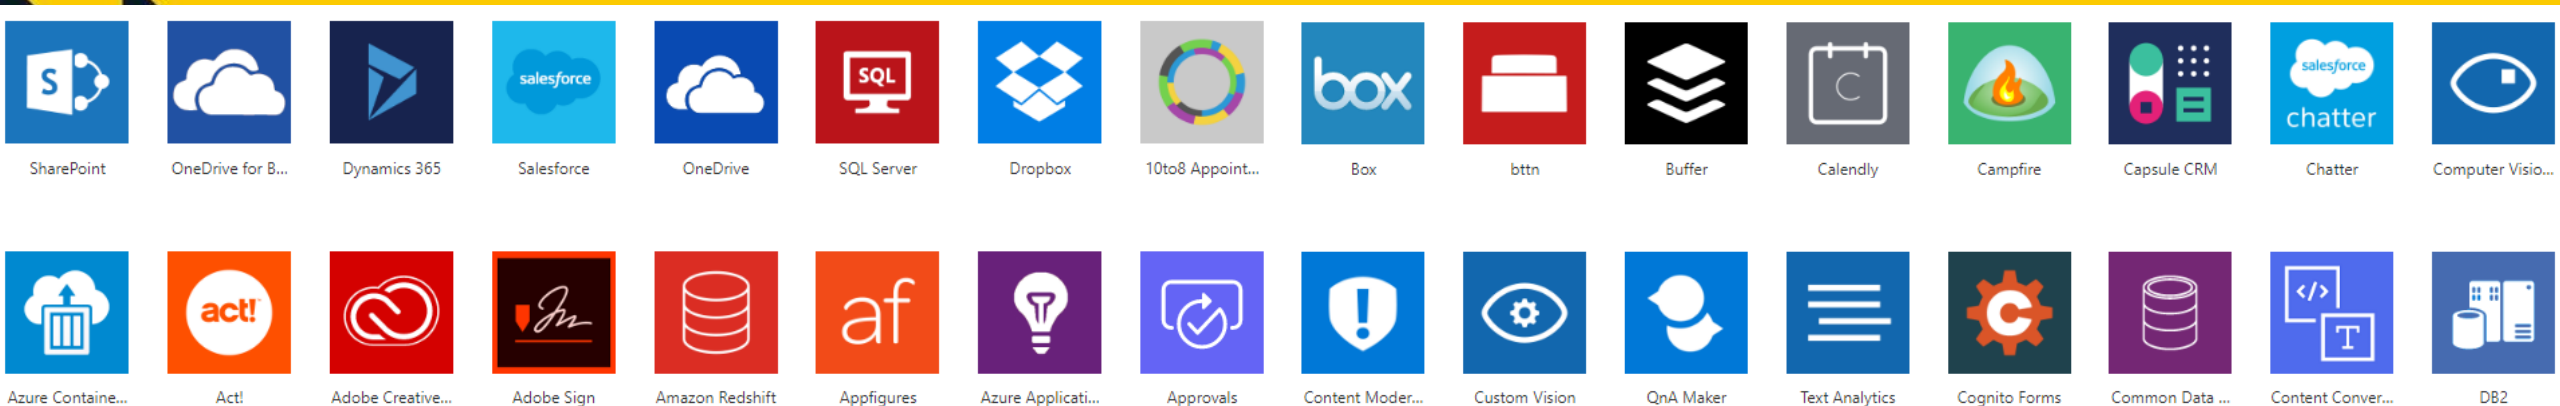 S
salesforce
SQL
box
C
salesforce
chatter
SharePoint
OneDrive for B...
Dynamics 365
Salesforce
OneDrive
SQL Server
Dropbox
10to8 Appoint...
Box
bttn
Buffer
Calendly
Campfire
Capsule CRM
Chatter
Computer Visio...
act!
af
!
C
</>
T
Azure Containe...
Act!
Adobe Creative...
Adobe Sign
Amazon Redshift
Appfigures
Azure Applicati...
Approvals
Content Moder...
Custom Vision
QnA Maker
Text Analytics
Cognito Forms
Common Data ...
Content Conver...
DB2